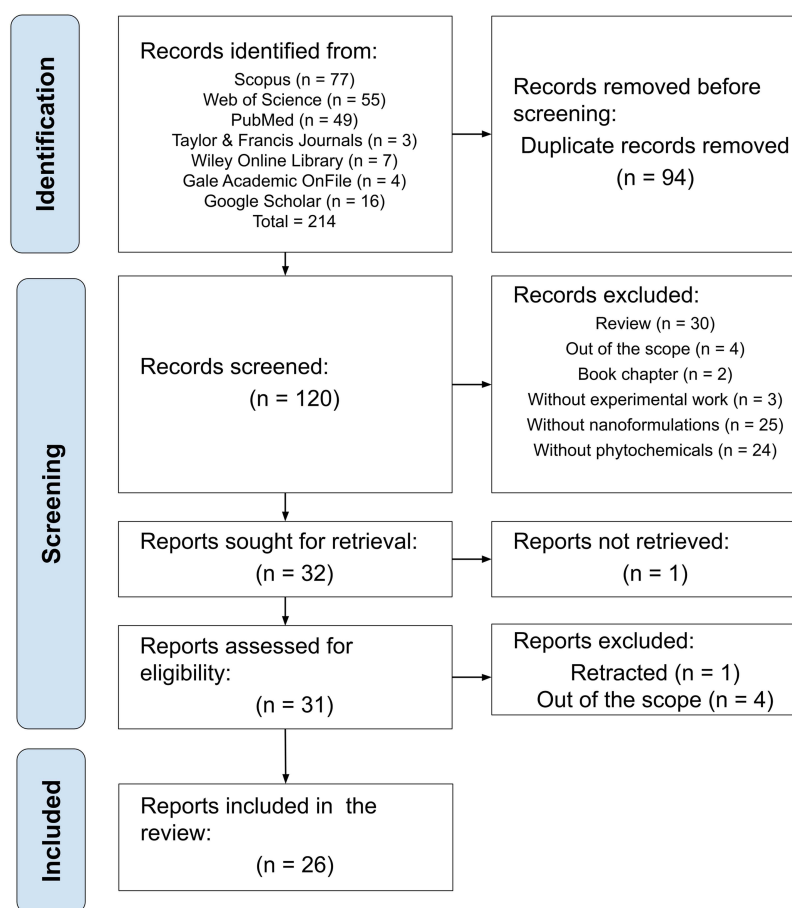 Identification
Records identified from:
Scopus (n = 77)
Web of Science (n = 55)
PubMed (n = 49)
Taylor & Francis Journals (n = 3)
Wiley Online Library (n = 7)
Gale Academic OnFile (n = 4)
Google Scholar (n = 16)
Total = 214
Records removed before
screening:
Duplicate records removed
(n = 94)
Screening
Records screened:
(n = 120)
Records excluded:
Review (n = 30)
Out of the scope (n = 4)
Book chapter (n = 2)
Without experimental work (n = 3)
Without nanoformulations (n = 25)
Without phytochemicals (n = 24)
Reports sought for retrieval:
(n = 32)
Reports not retrieved:
(n = 1)
Reports assessed for
eligibility:
(n = 31)
Reports excluded:
Retracted (n = 1)
Out of the scope (n = 4)
Included
Reports included in the
review:
(n = 26)